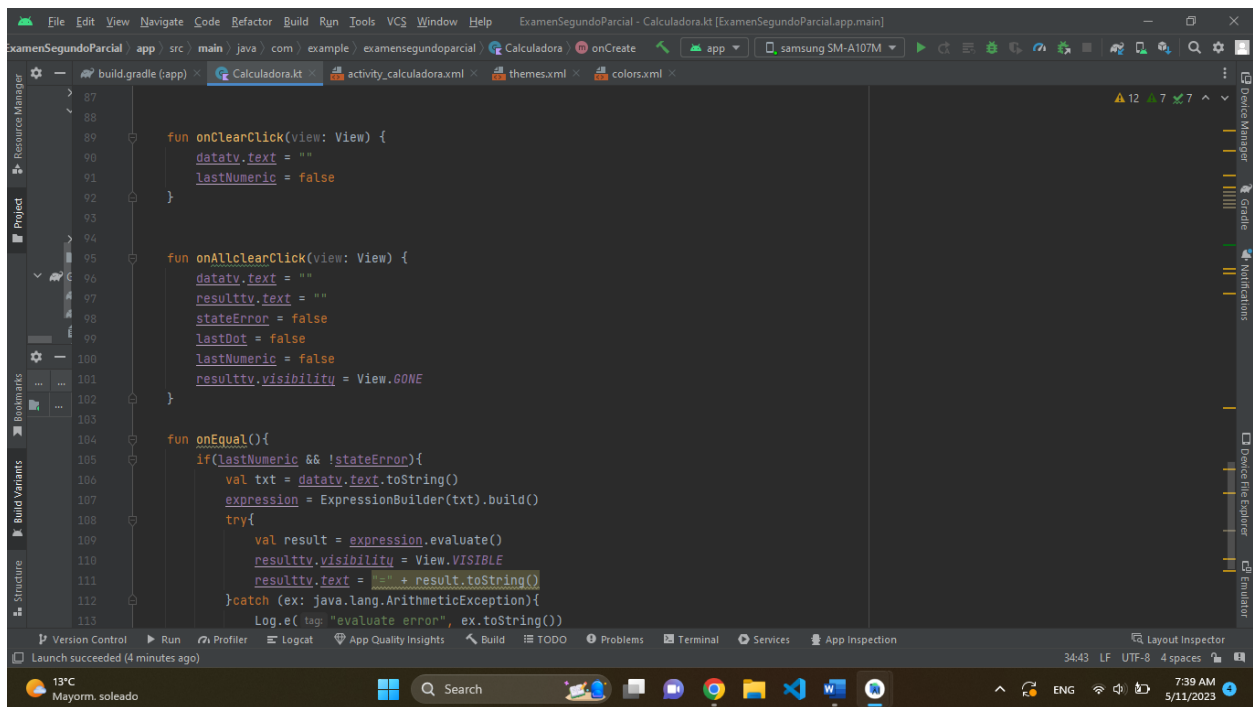 File Edit View Navigate Code Refactor Build Run Tools VCS Window Help ExamenSegundoParcial - Calculadora.kt [ExamenSegundoParcial.app.main]
ExamenSegundoParcial app src main java com example examensegundoparcial Calculadora onCreate app samsung SM-A107M
build.gradle (:app) Calculadora.kt activity_calculadora.xml themes.xml colors.xml
Resource Manager
Project
Bookmarks
Build Variants
Structure
12 7 7
87
88
89 fun onClearClick(view: View) {
90 datatv.text = ""
91 lastNumeric = false
92 }
93
94
95 fun onAllclearClick(view: View) {
96 datatv.text = ""
97 resulttv.text = ""
98 stateError = false
99 lastDot = false
100 lastNumeric = false
101 resulttv.visibility = View.GONE
102 }
103
104 fun onEqual(){
105 if(lastNumeric && !stateError){
106 val txt = datatv.text.toString()
107 expression = ExpressionBuilder(txt).build()
108 try{
109 val result = expression.evaluate()
110 resulttv.visibility = View.VISIBLE
111 resulttv.text = "=" + result.toString()
112 }catch (ex: java.lang.ArithmeticException){
113 Log.e( tag: "evaluate error", ex.toString())
Device Manager
Gradle
Notifications
Device File Explorer
Emulator
Version Control Run Profiler Logcat App Quality Insights Build TODO Problems Terminal Services App Inspection Layout Inspector
Launch succeeded (4 minutes ago) 34:43 LF UTF-8 4 spaces
13°C
Mayorm. soleado
Search
ENG
7:39 AM
5/11/2023
4